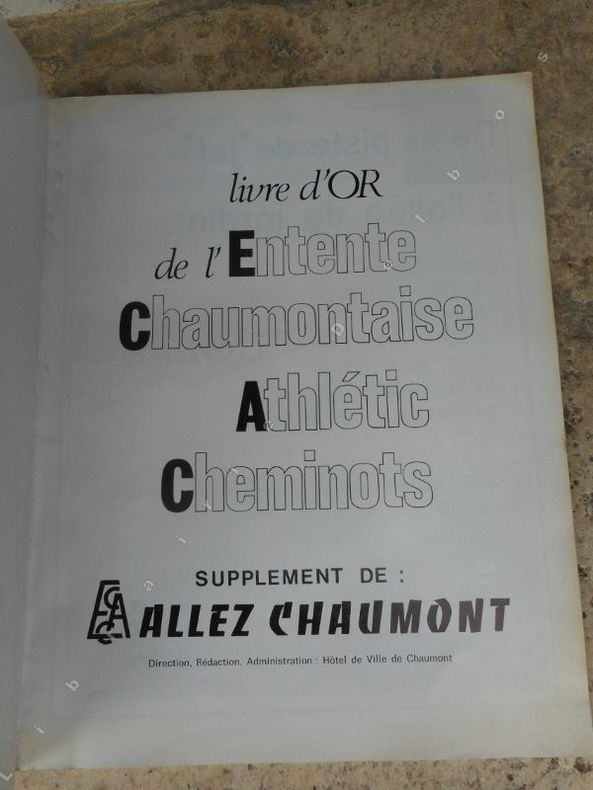 livre d'OR
de l'Entente
Chaumontaise
Athlétic
Cheminots
SUPPLEMENT DE :
ALLEZ CHAUMONT
Direction, Rédaction, Administration : Hôtel de Ville de Chaumont